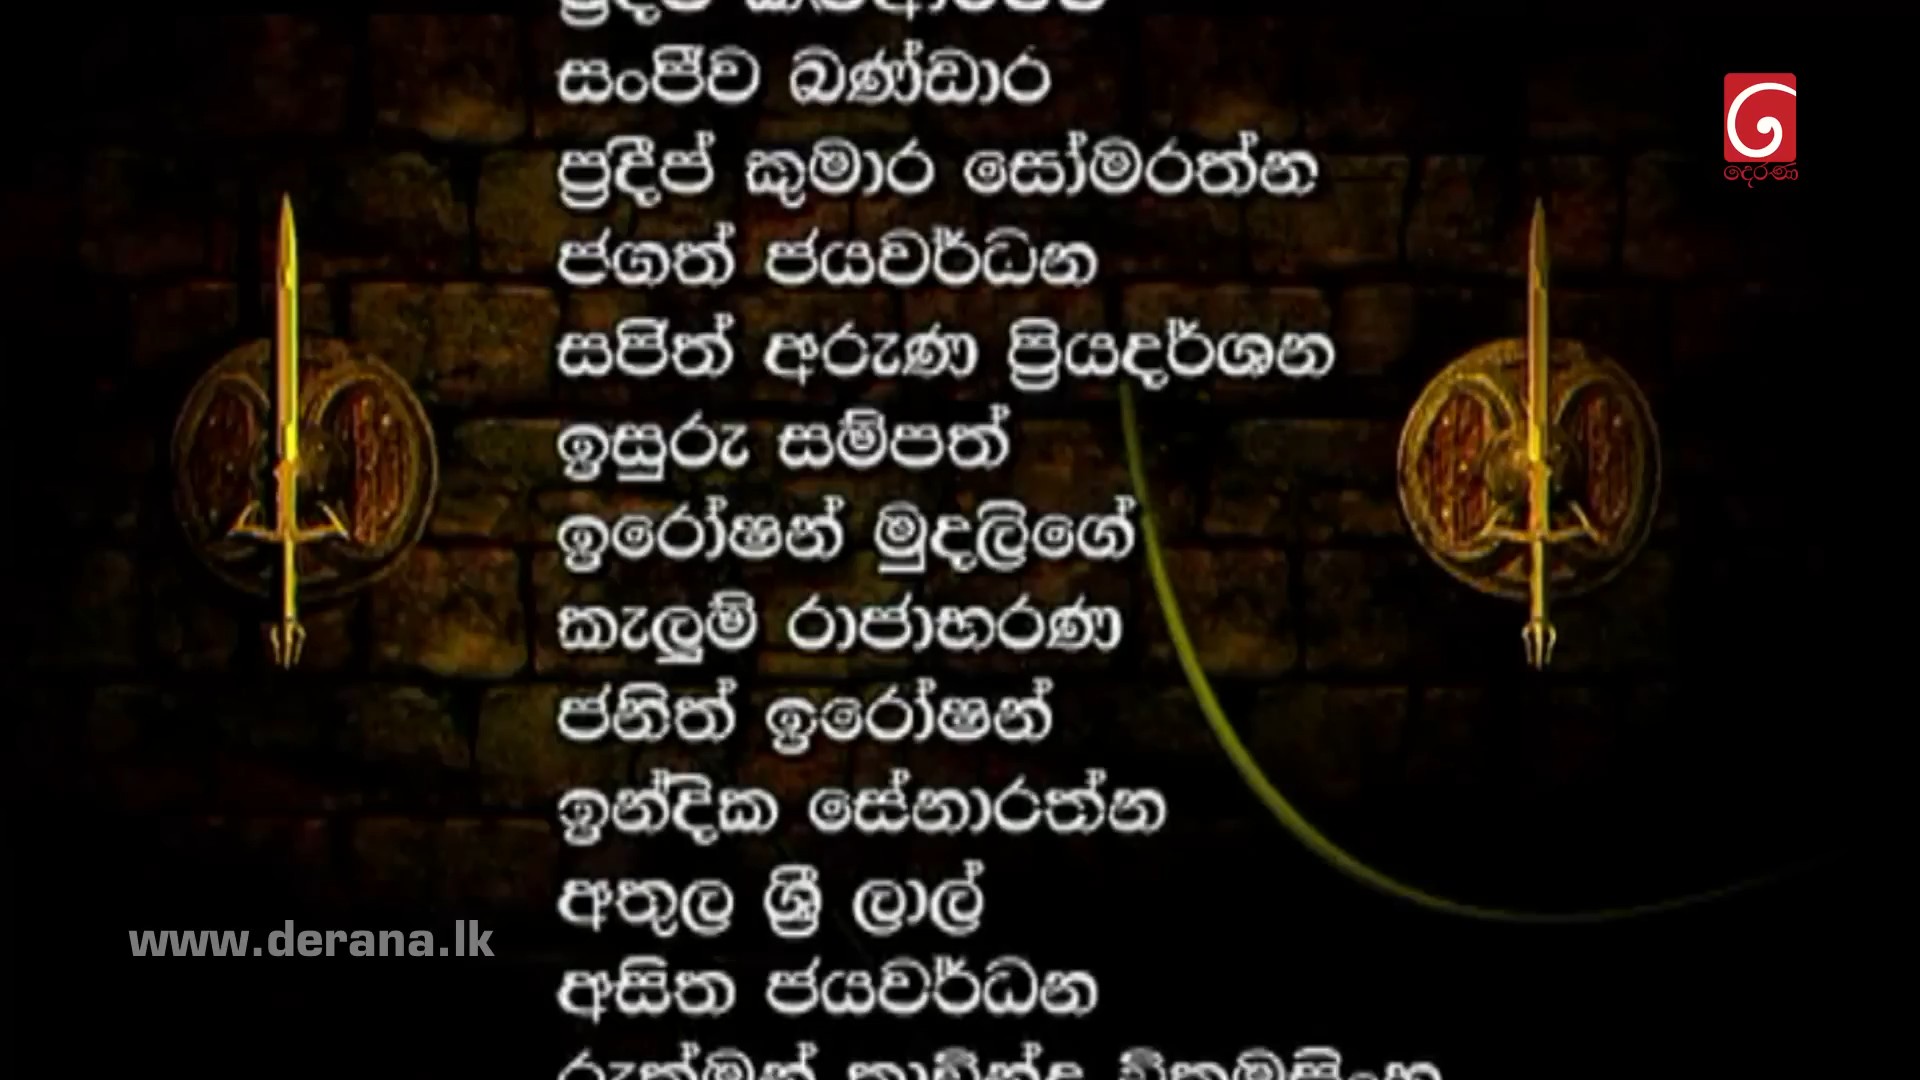 සංජීව බණ්ඩාර
ප්‍රදීප් කුමාර සෝමරත්න
ජගත් ජයවර්ධන
සජිත් අරුණ ප්‍රියදර්ශන
ඉසුරු සම්පත්
ඉරෝෂන් මුදලිගේ
කැලුම් රාජාභරණ
ජනිත් ඉරෝෂන්
ඉන්දික සේනාරත්න
අතුල ශ්‍රී ලාල්
අසිත ජයවර්ධන
දෙරණ
www.derana.lk